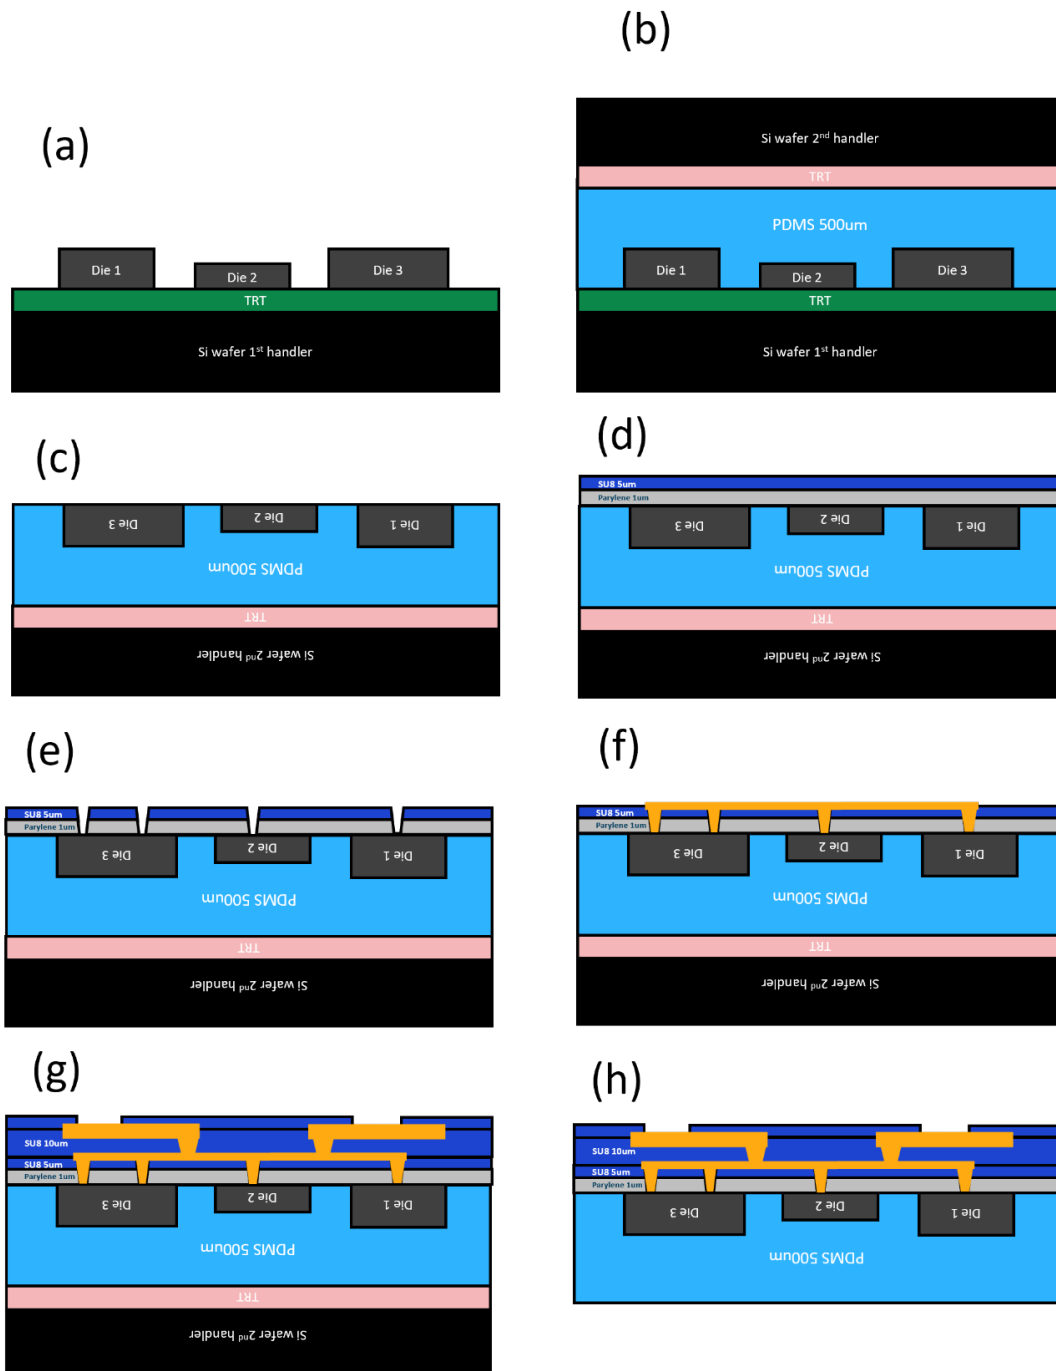 (a)
Die 1
Die 2
Die 3
TRT
Si wafer 1st handler
(b)
Si wafer 2nd handler
TRT
PDMS 500um
Die 1
Die 2
Die 3
TRT
Si wafer 1st handler
(c)
Die 3
Die 2
Die 1
PDMS 500um
TRT
Si wafer 2nd handler
(d)
SU8 5um
Parylene 1um
Die 3
Die 2
Die 1
PDMS 500um
TRT
Si wafer 2nd handler
(e)
SU8 5um
Parylene 1um
Die 3
Die 2
Die 1
PDMS 500um
TRT
Si wafer 2nd handler
(f)
SU8 5um
Parylene 1um
Die 3
Die 2
Die 1
PDMS 500um
TRT
Si wafer 2nd handler
(g)
SU8 10um
SU8 5um
Parylene 1um
Die 3
Die 2
Die 1
PDMS 500um
TRT
Si wafer 2nd handler
(h)
SU8 10um
SU8 5um
Parylene 1um
Die 3
Die 2
Die 1
PDMS 500um